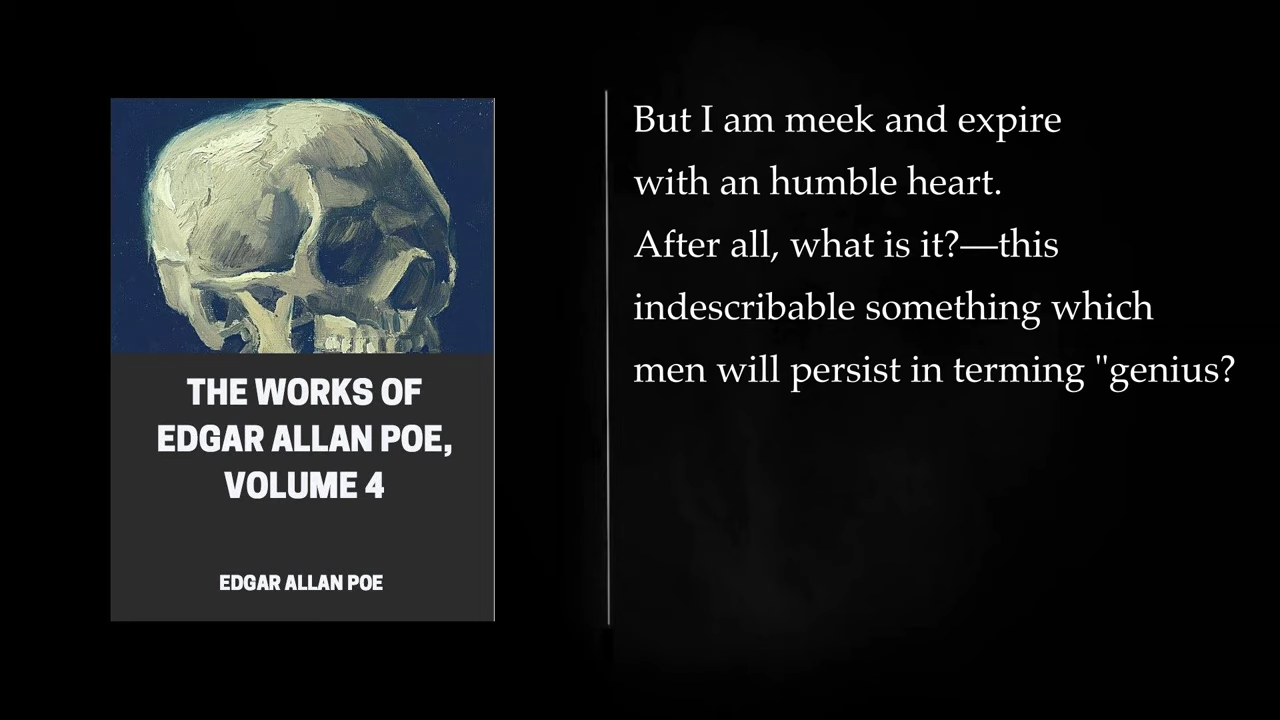 THE WORKS OF
EDGAR ALLAN POE,
VOLUME 4
EDGAR ALLAN POE
But I am meek and expire
with an humble heart.
After all, what is it?—this
indescribable something which
men will persist in terming "genius?